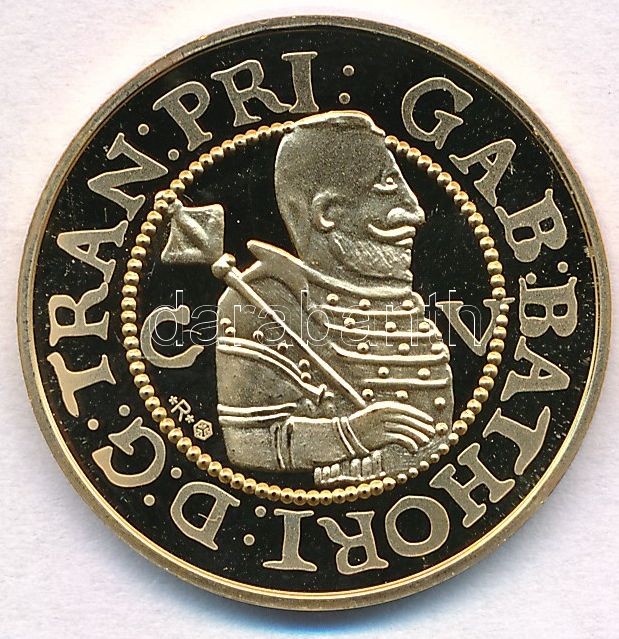 GAB:BATHORI:D:G:TRAN:PRI:
C V
*R*
darabanth